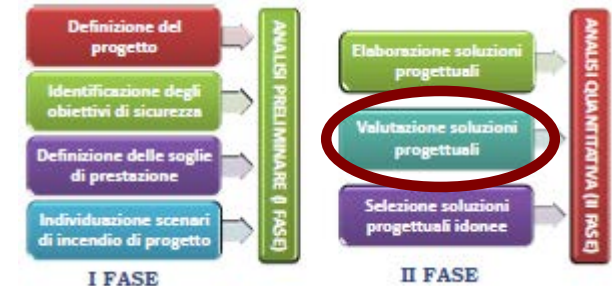 Definizione del
progetto
Identificazione degli
obiettivi di sicurezza
Definizione delle soglie
di prestazione
Individuazione scenari
di incendio di progetto
ANALISI PRELIMINARE (I FASE)
I FASE
Elaborazione soluzioni
progettuali
Valutazione soluzioni
progettuali
Selezione soluzioni
progettuali idonee
ANALISI QUANTITATIVA (II FASE)
II FASE